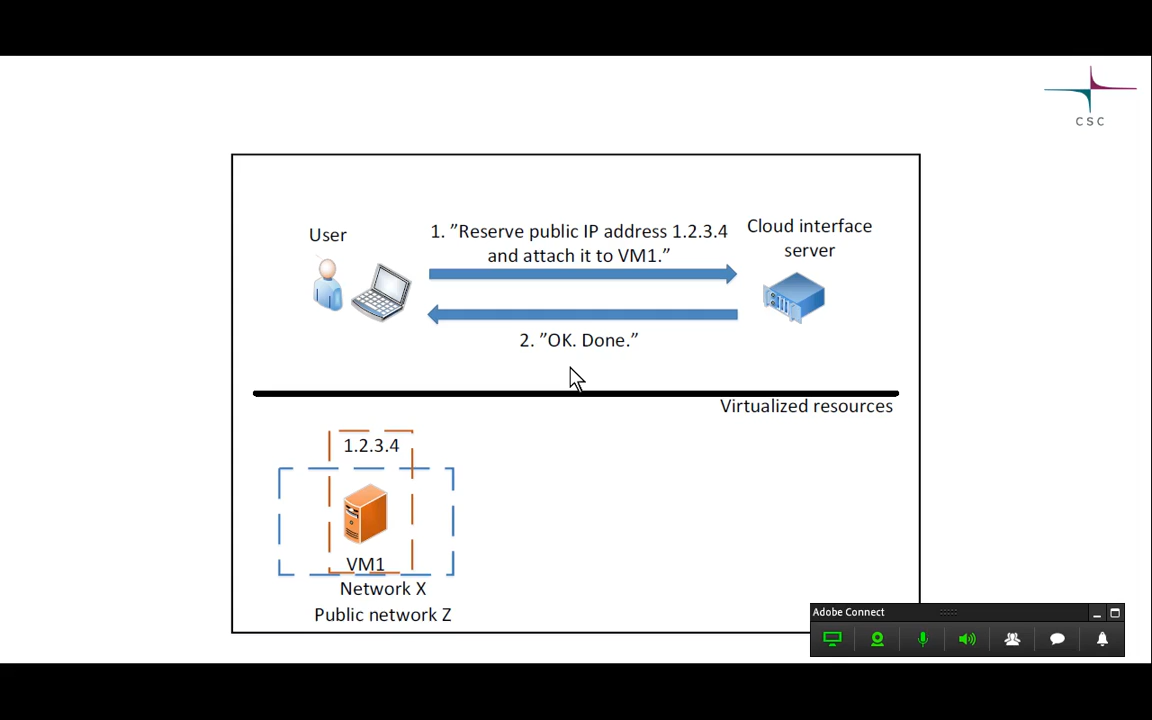 CSC
User
1. ”Reserve public IP address 1.2.3.4
and attach it to VM1.”
Cloud interface
server
2. ”OK. Done.”
Virtualized resources
1.2.3.4
VM1
Network X
Public network Z
Adobe Connect